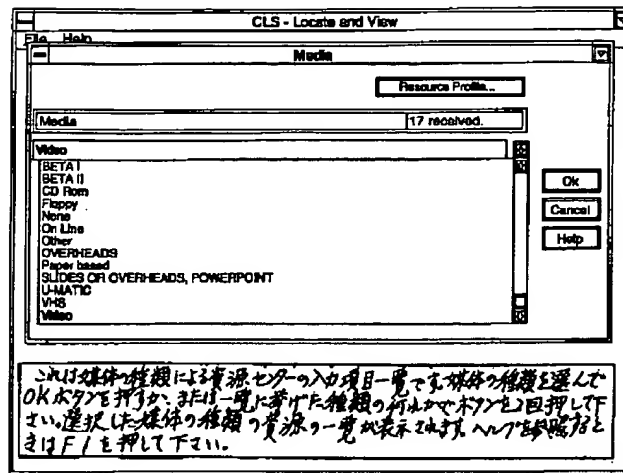 CLS - Locate and View
File Help
Media
Resource Profile...
Media 17 received.
Video
BETA I
BETA II
CD Rom
Floppy
None
On Line
Other
OVERHEADS
Paper based
SLIDES OR OVERHEADS, POWERPOINT
U-MATIC
VHS
Video
Ok
Cancel
Help
これは媒体の種類による資源センターの入力項目一覧です。媒体の種類を選んで
OKボタンを押すか、または一覧に挙げた種類の何れかでボタンを2回押して下
さい。選択した媒体の種類の資源の一覧が表示されます。ヘルプを参照すると
きはF1を押して下さい。